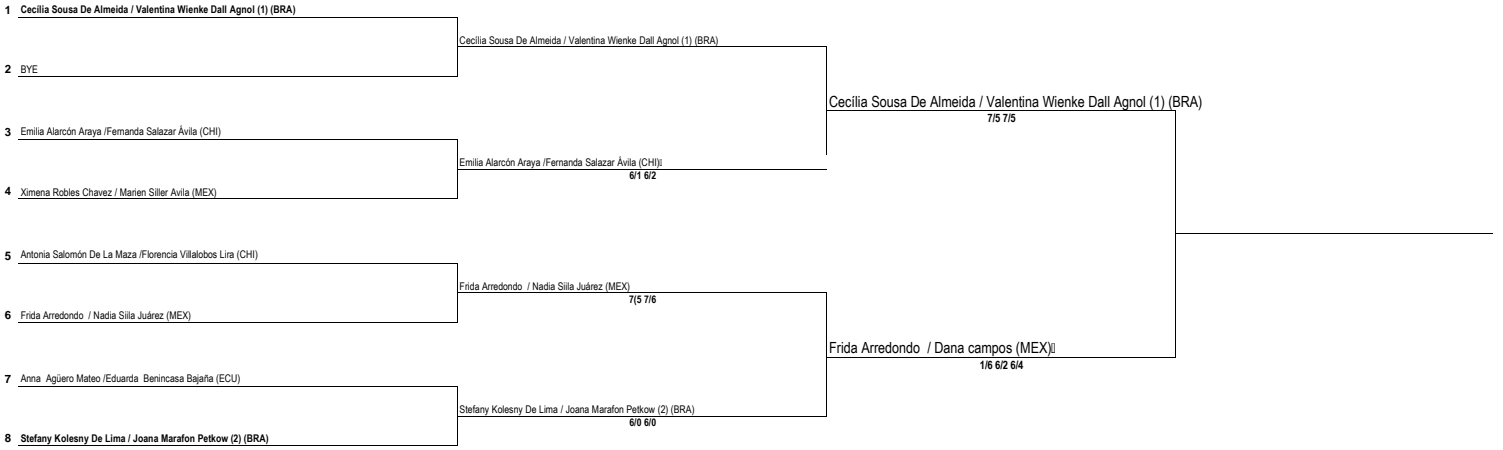 1 Cecília Sousa De Almeida / Valentina Wienke Dall Agnol (1) (BRA)
Cecília Sousa De Almeida / Valentina Wienke Dall Agnol (1) (BRA)
2 BYE
Cecília Sousa De Almeida / Valentina Wienke Dall Agnol (1) (BRA)
7/5 7/5
3 Emilia Alarcón Araya /Fernanda Salazar Ávila (CHI)
Emilia Alarcón Araya /Fernanda Salazar Ávila (CHI)
6/1 6/2
4 Ximena Robles Chavez / Marien Siller Avila (MEX)
5 Antonia Salomón De La Maza /Florencia Villalobos Lira (CHI)
Frida Arredondo / Nadia Siila Juárez (MEX)
7(5 7/6
6 Frida Arredondo / Nadia Siila Juárez (MEX)
Frida Arredondo / Dana campos (MEX)
1/6 6/2 6/4
7 Anna Agüero Mateo /Eduarda Benincasa Bajaña (ECU)
Stefany Kolesny De Lima / Joana Marafon Petkow (2) (BRA)
6/0 6/0
8 Stefany Kolesny De Lima / Joana Marafon Petkow (2) (BRA)